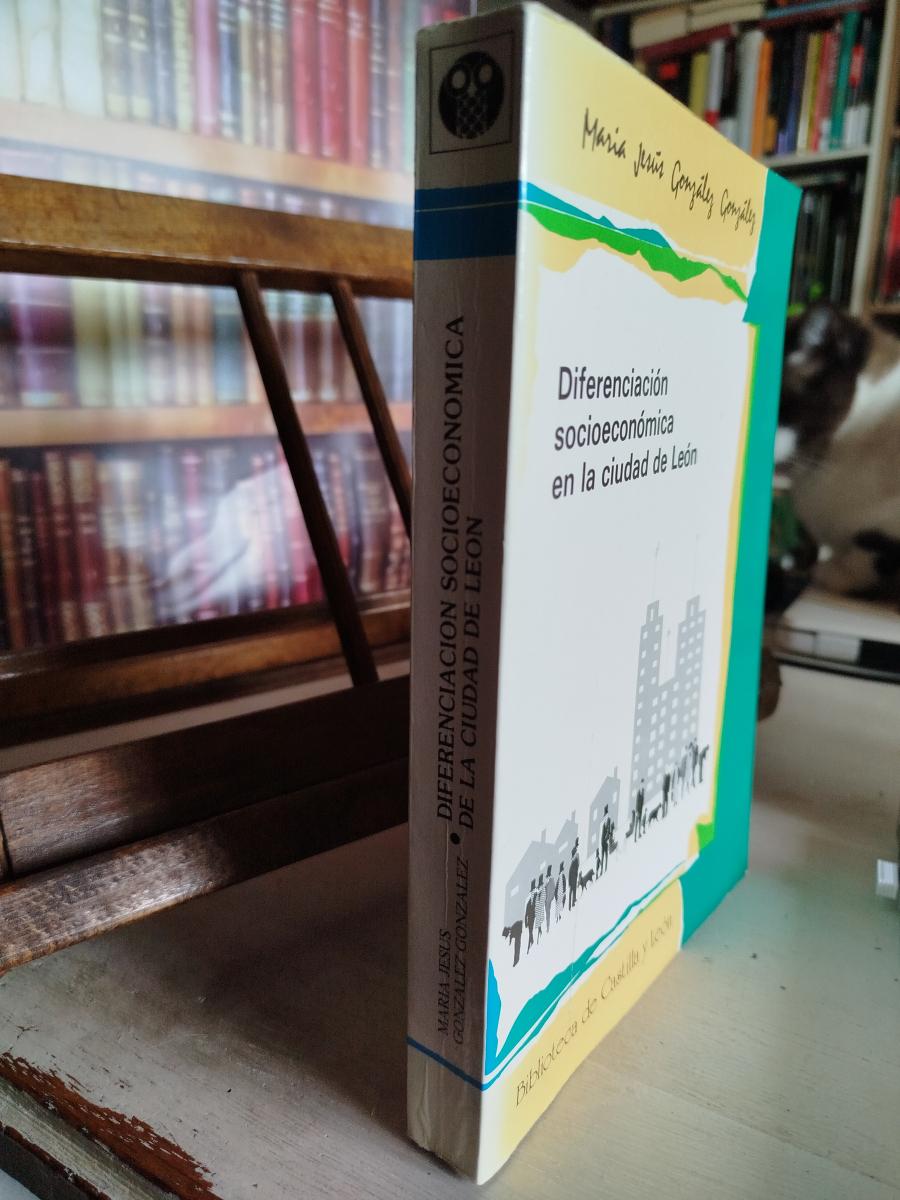 Maria Jesús González González
Diferenciación
socioeconómica
en la ciudad de León
Biblioteca de Castilla y León
MARIA JESUS
GONZALEZ GONZALEZ
• DIFERENCIACION SOCIOECONOMICA
DE LA CIUDAD DE LEON